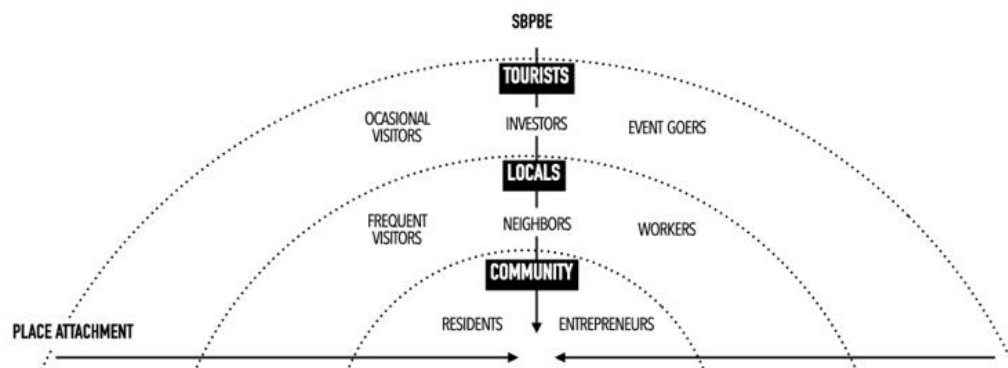 SBPBE
TOURISTS
OCASIONAL
VISITORS
INVESTORS
EVENT GOERS
LOCALS
FREQUENT
VISITORS
NEIGHBORS
WORKERS
COMMUNITY
RESIDENTS
ENTREPRENEURS
PLACE ATTACHMENT